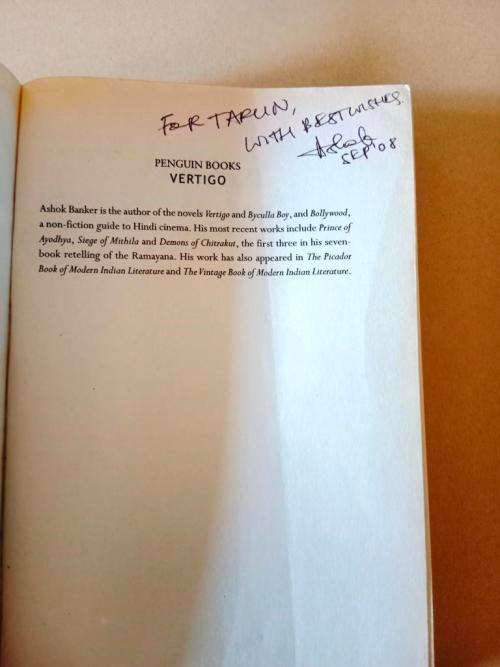 FOR TARUN,
WITH BEST WISHES.
Ashok
SEP '08
PENGUIN BOOKS
VERTIGO
Ashok Banker is the author of the novels Vertigo and Byculla Boy, and Bollywood,
a non-fiction guide to Hindi cinema. His most recent works include Prince of
Ayodhya, Siege of Mithila and Demons of Chitrakut, the first three in his seven-
book retelling of the Ramayana. His work has also appeared in The Picador
Book of Modern Indian Literature and The Vintage Book of Modern Indian Literature.